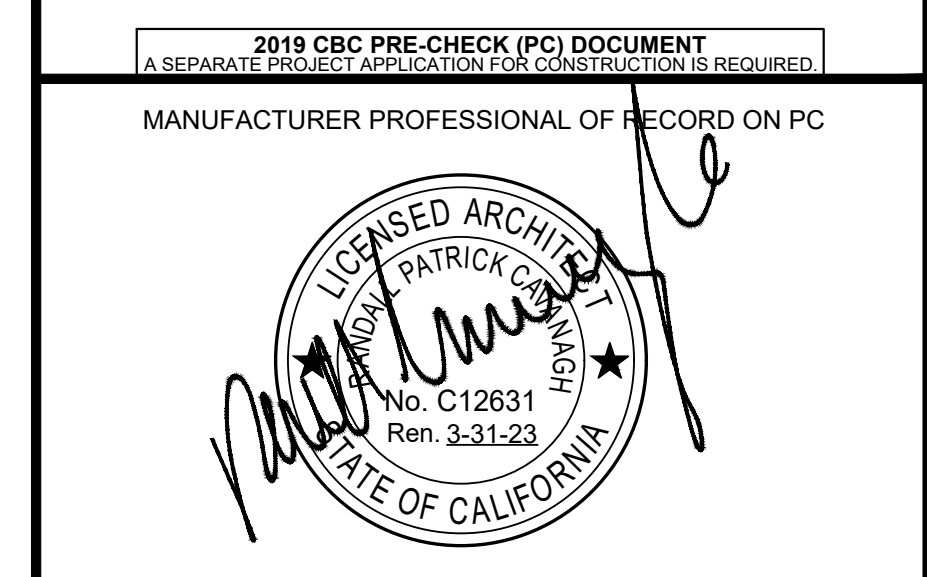 2019 CBC PRE-CHECK (PC) DOCUMENT
A SEPARATE PROJECT APPLICATION FOR CONSTRUCTION IS REQUIRED.
MANUFACTURER PROFESSIONAL OF RECORD ON PC
LICENSED ARCHITECT
RANDALL PATRICK CAVANAGH
No. C12631
Ren. 3-31-23
STATE OF CALIFORNIA